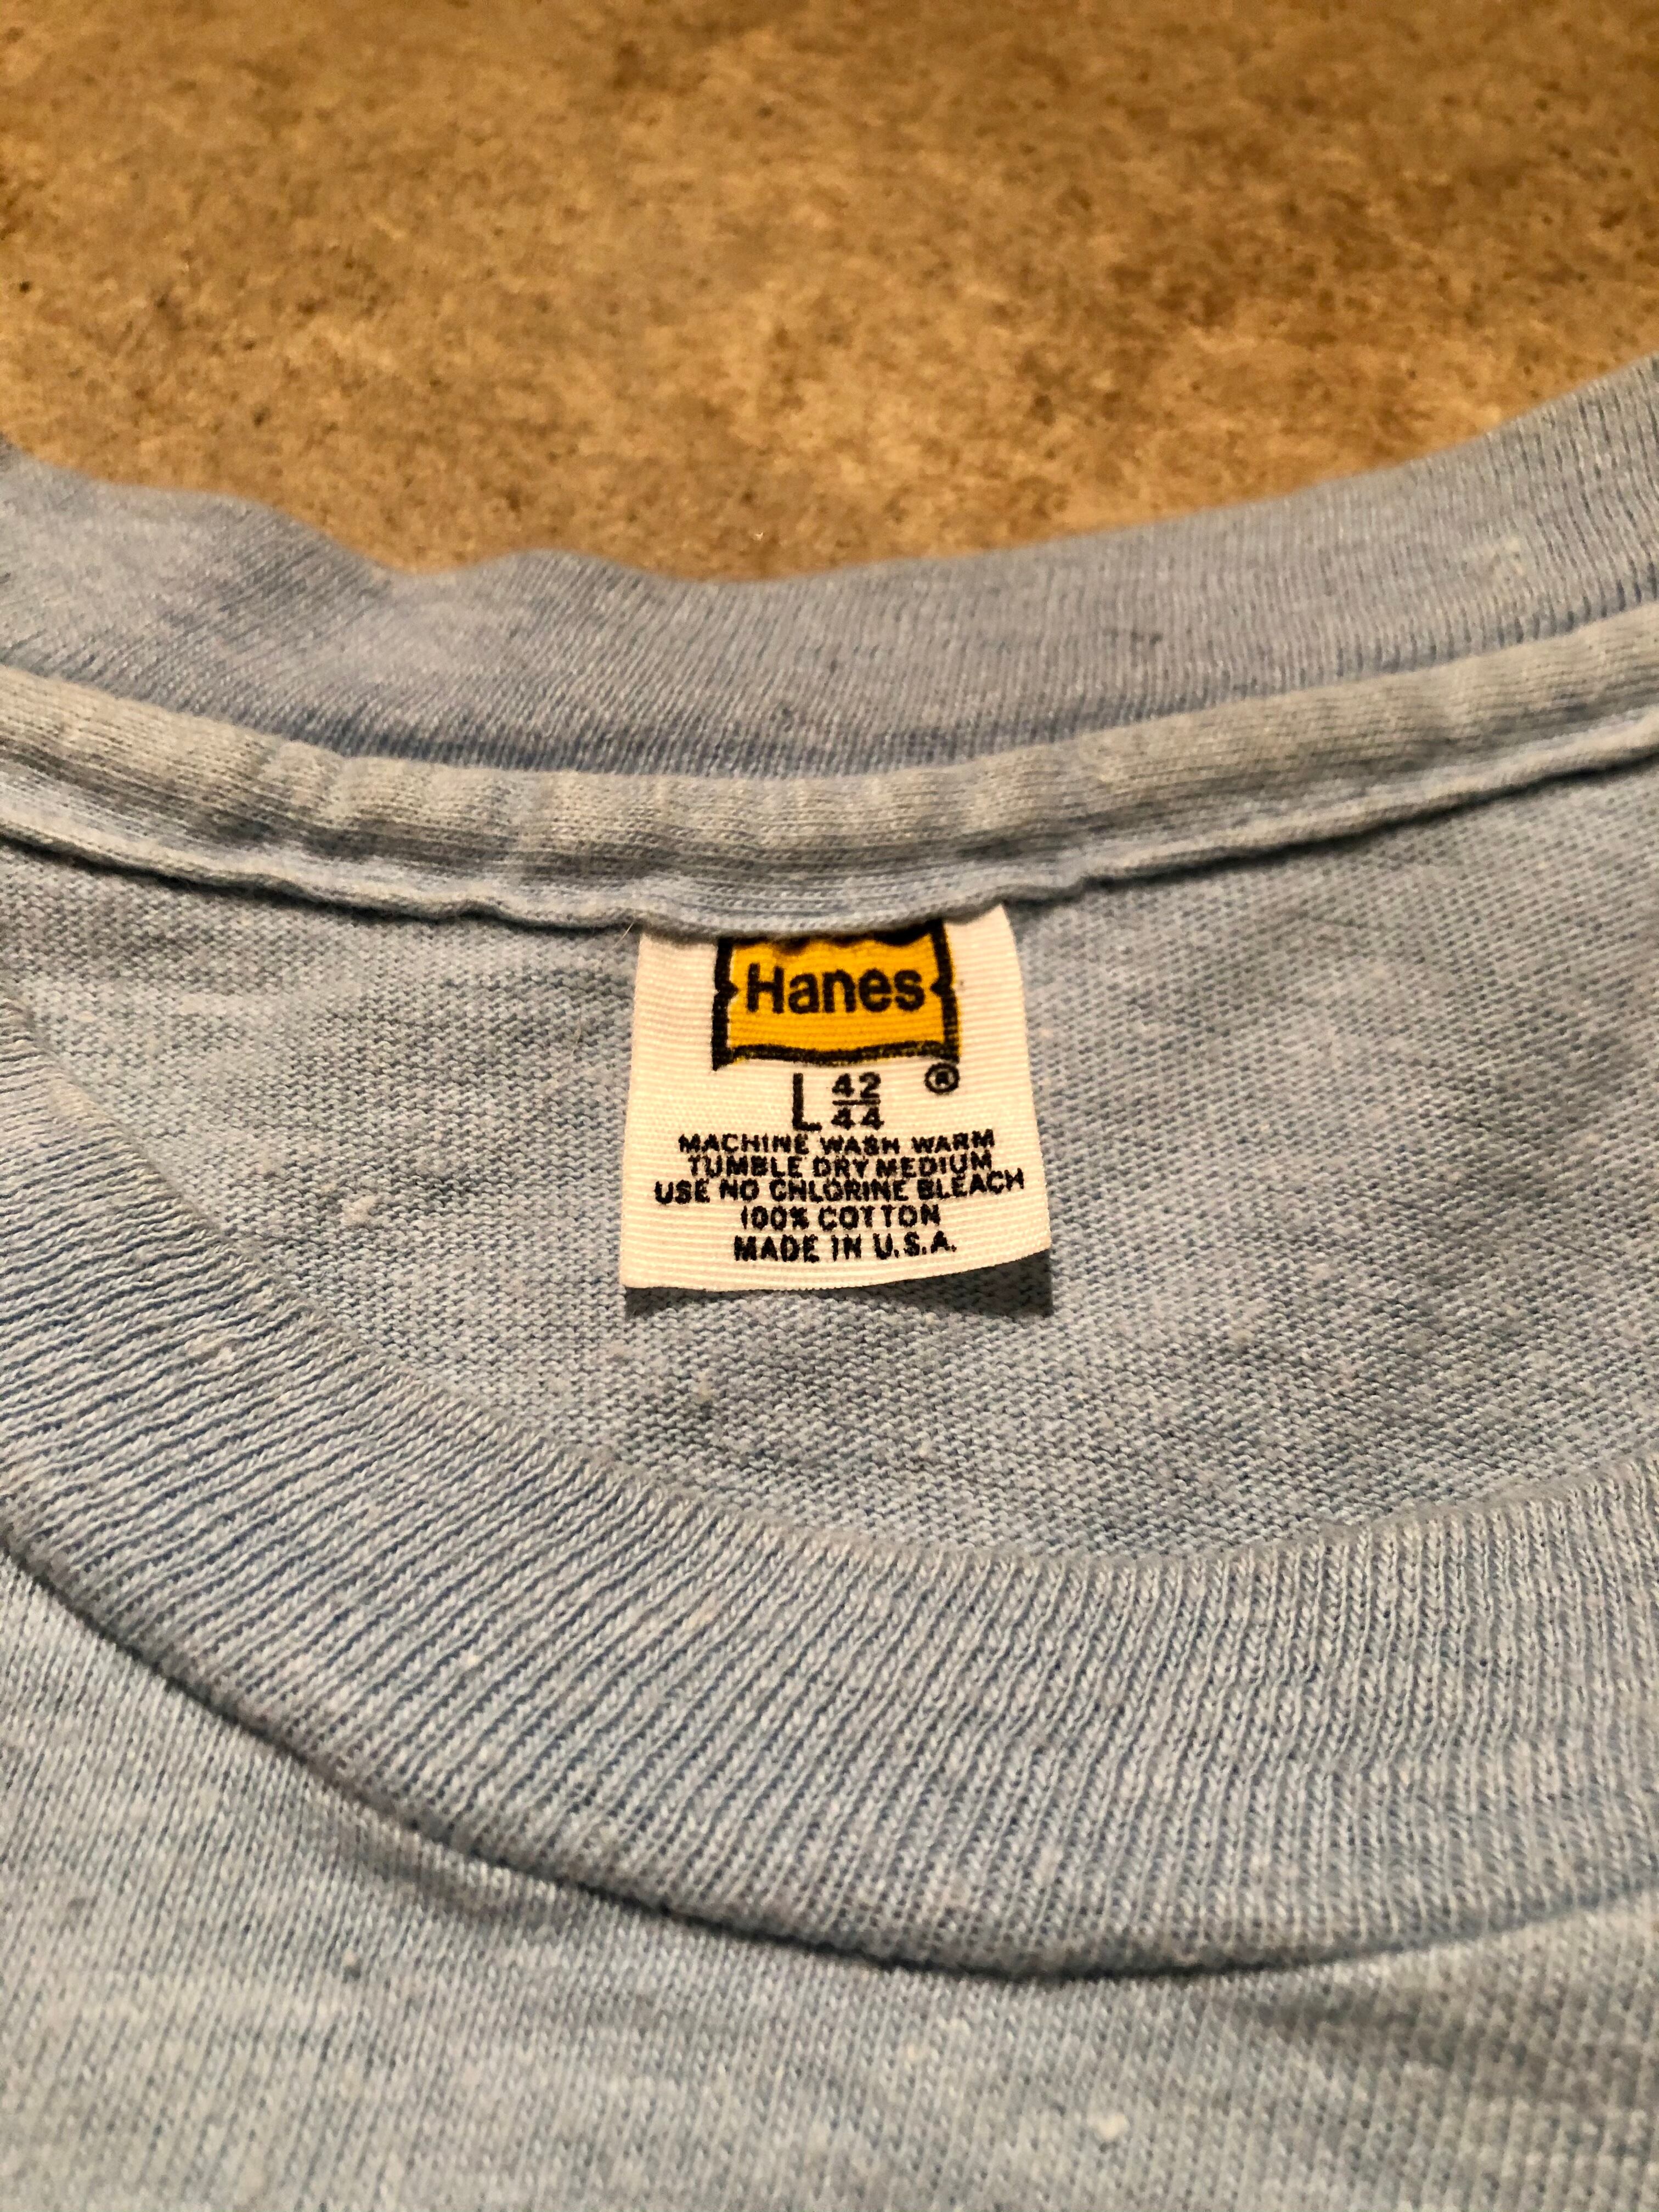 Hanes
®
L 42/44
MACHINE WASH WARM
TUMBLE DRY MEDIUM
USE NO CHLORINE BLEACH
100% COTTON
MADE IN U.S.A.